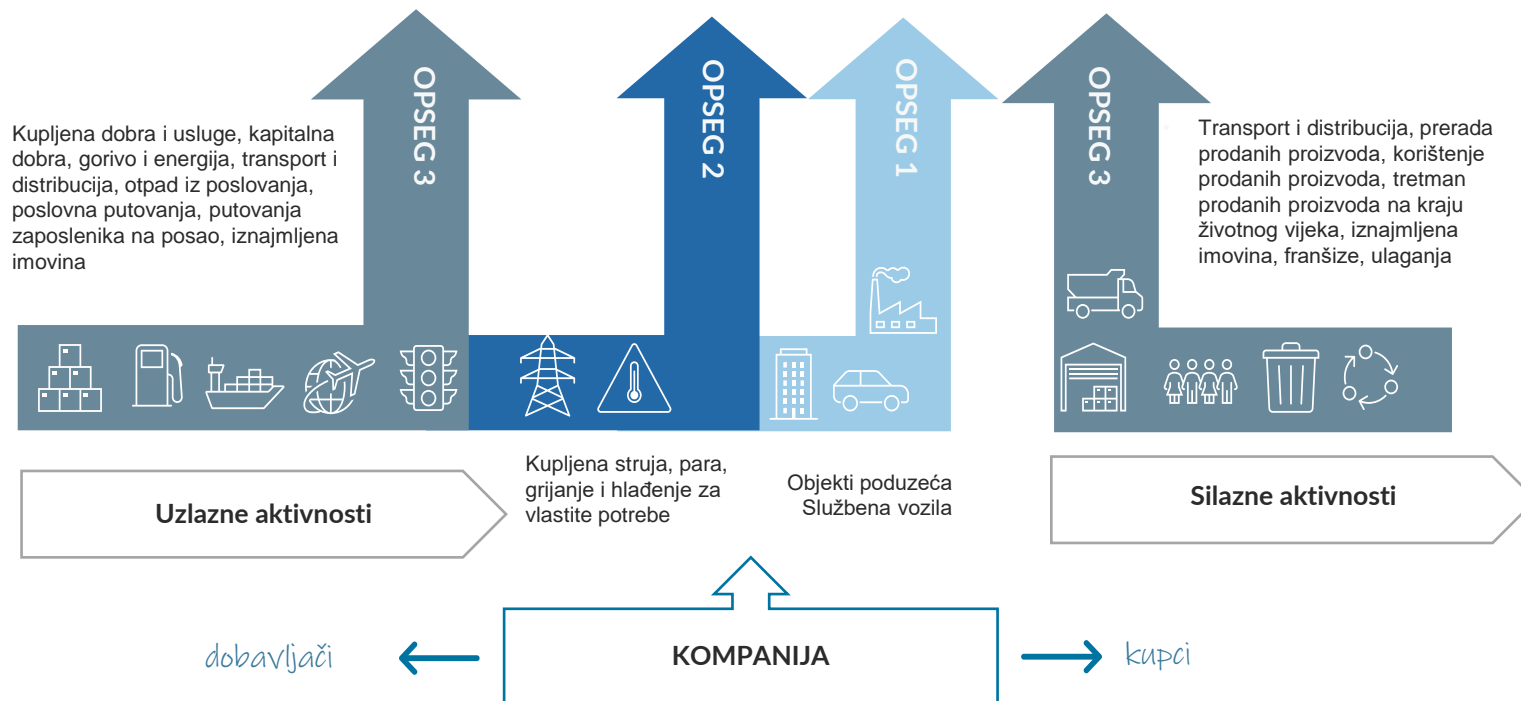 OPSEG 3
OPSEG 2
OPSEG 1
OPSEG 3
Kupljena dobra i usluge, kapitalna
dobra, gorivo i energija, transport i
distribucija, otpad iz poslovanja,
poslovna putovanja, putovanja
zaposlenika na posao, iznajmljena
imovina
Transport i distribucija, prerada
prodanih proizvoda, korištenje
prodanih proizvoda, tretman
prodanih proizvoda na kraju
životnog vijeka, iznajmljena
imovina, franšize, ulaganja
Uzlazne aktivnosti
Kupljena struja, para,
grijanje i hlađenje za
vlastite potrebe
Objekti poduzeća
Službena vozila
Silazne aktivnosti
dobavljači
KOMPANIJA
kupci